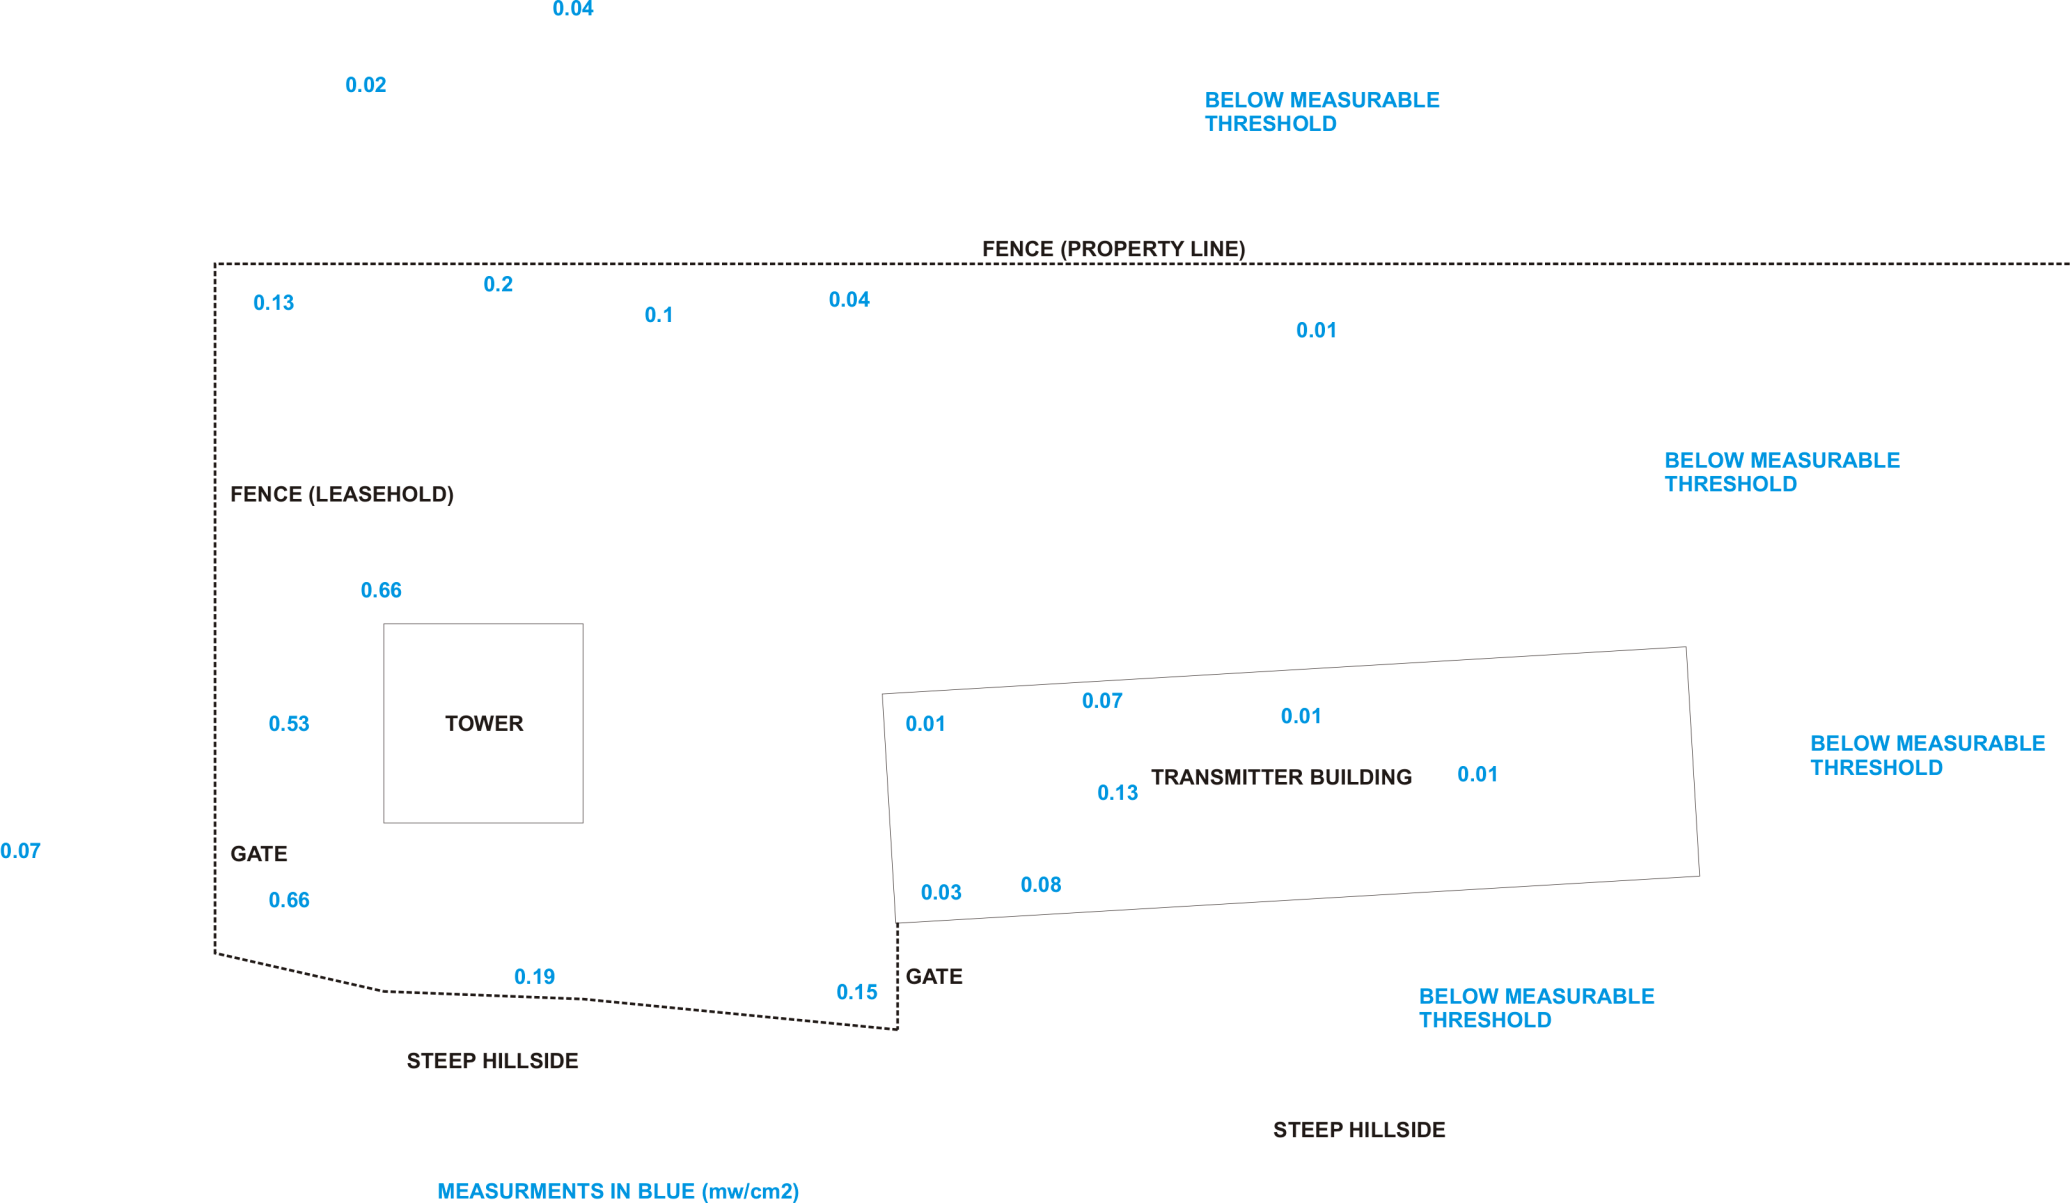 0.04
0.02
BELOW MEASURABLE
THRESHOLD
FENCE (PROPERTY LINE)
0.2
0.13
0.04
0.1
0.01
BELOW MEASURABLE
THRESHOLD
FENCE (LEASEHOLD)
0.66
0.07
0.01
0.53
TOWER
0.01
BELOW MEASURABLE
THRESHOLD
TRANSMITTER BUILDING
0.01
0.13
0.07
GATE
0.08
0.03
0.66
0.19
GATE
0.15
BELOW MEASURABLE
THRESHOLD
STEEP HILLSIDE
STEEP HILLSIDE
MEASURMENTS IN BLUE (mw/cm2)